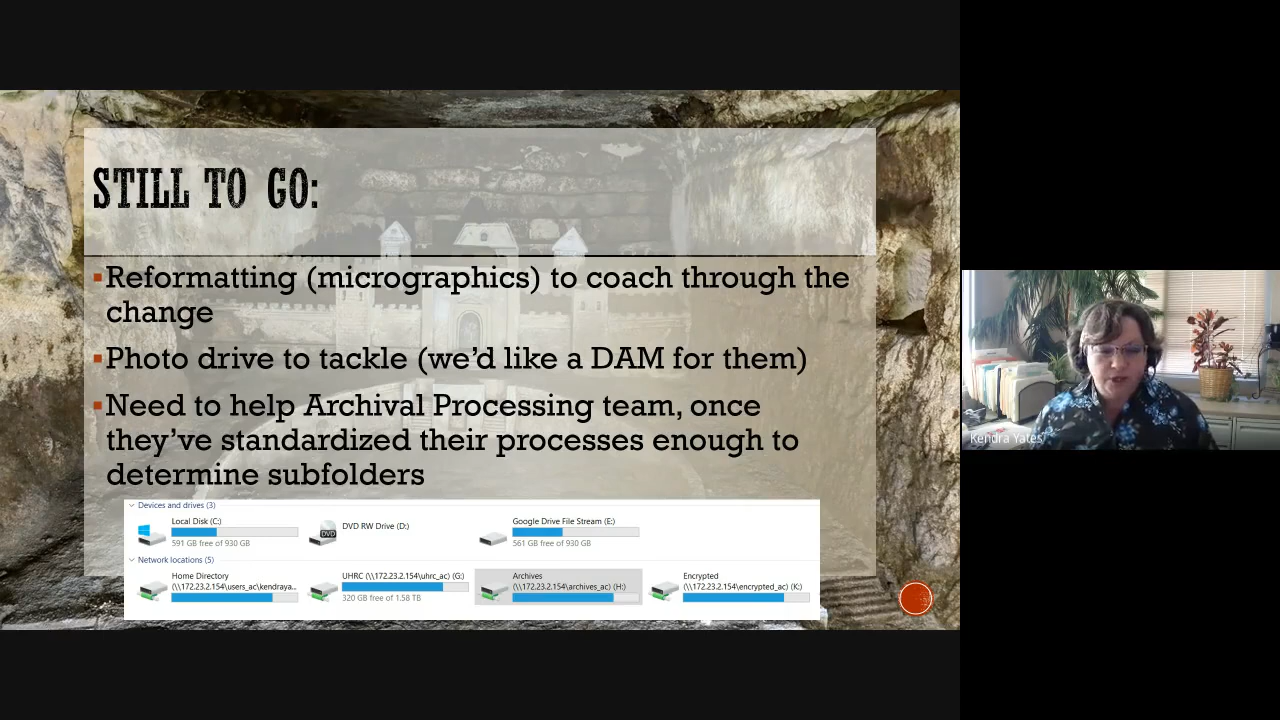 STILL TO GO:
▪Reformatting (micrographics) to coach through the
change
▪Photo drive to tackle (we'd like a DAM for them)
▪Need to help Archival Processing team, once
they've standardized their processes enough to
determine subfolders
Devices and drives (3)
Local Disk (C:)
591 GB free of 930 GB
DVD
DVD RW Drive (D:)
Google Drive File Stream (E:)
561 GB free of 930 GB
Network locations (5)
Home Directory
(\\172.23.2.154\users_ac\kendraya...
UHRC (\\172.23.2.154\uhrc_ac) (G:)
320 GB free of 1.58 TB
Archives
(\\172.23.2.154\archives_ac) (H:)
Encrypted
(\\172.23.2.154\encrypted_ac) (K:)
Kendra Yates